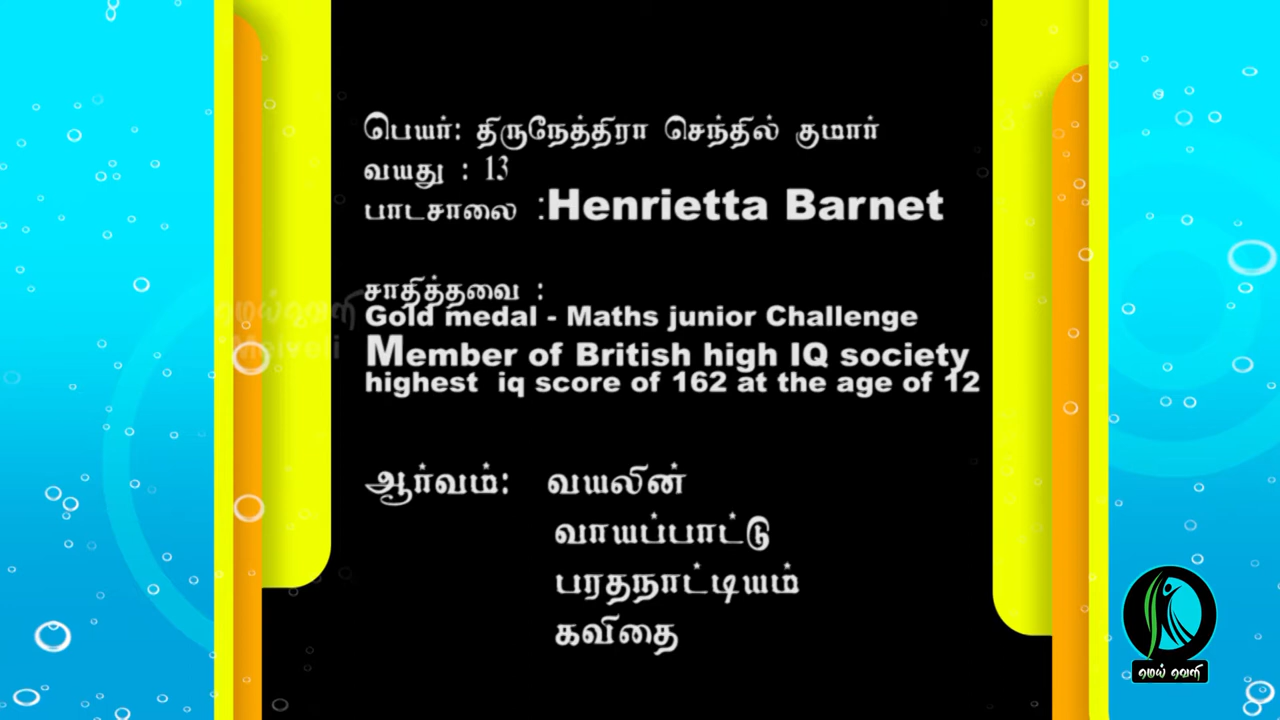 பெயர்: திருநேத்திரா செந்தில் குமார்
வயது : 13
பாடசாலை :Henrietta Barnet
சாதித்தவை :
Gold medal - Maths junior Challenge
Member of British high IQ society
highest iq score of 162 at the age of 12
ஆர்வம்: வயலின்
வாயப்பாட்டு
பரதநாட்டியம்
கவிதை
மெய்வெளி
Meiveli
மெய் வெளி